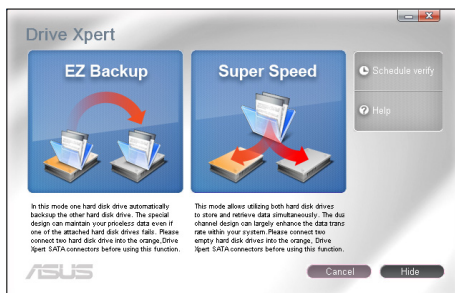 Drive Xpert
EZ Backup
Super Speed
Schedule verify
Help
In this mode one hard disk drive automatically
backsup the other hard disk drive. The special
design can maintain your priceless data even if
one of the attached hard disk drives fails. Please
connect two hard disk drive into the orange,Drive
Xpert SATA connectors before using this function.
This mode allows utilizing both hard disk drives
to store and retrieve data simultaneously. The dua
channel design can largely enhance the data trans
rate within your system.Please connect two
empty hard disk drives into the orange, Drive
Xpert SATA connectors before using this function.
ASUS
Cancel
Hide